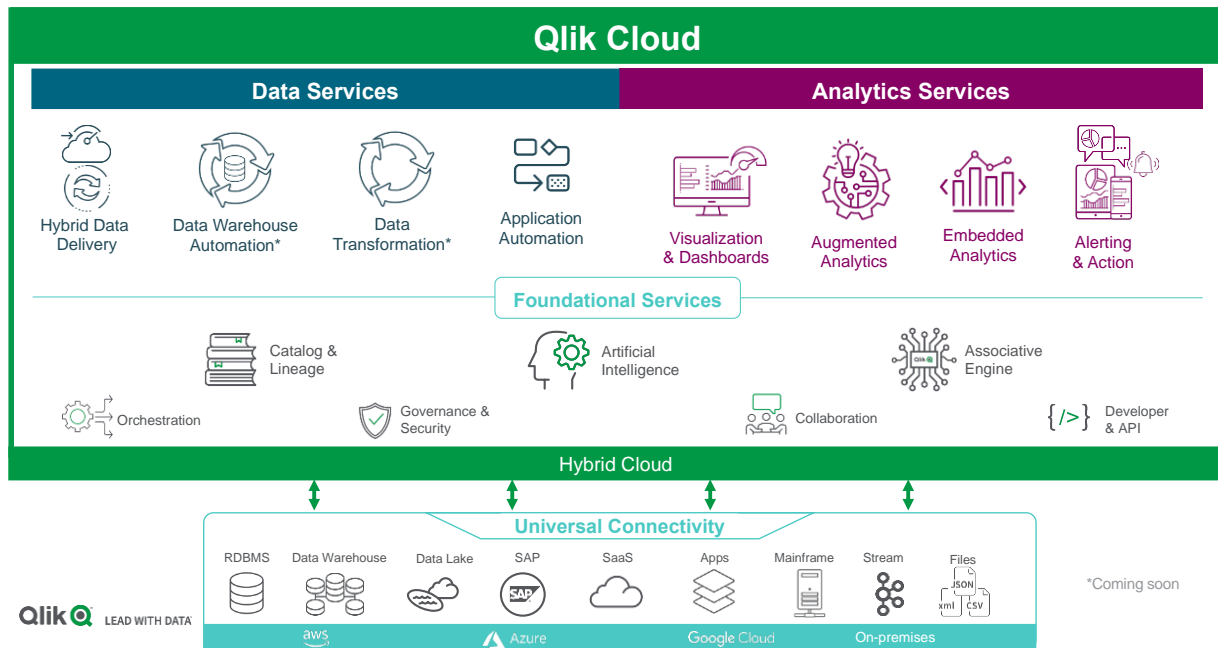 Qlik Cloud
Data Services
Analytics Services
Hybrid Data
Delivery
Data Warehouse
Automation*
Data
Transformation*
Application
Automation
Visualization
& Dashboards
Augmented
Analytics
Embedded
Analytics
Alerting
& Action
Foundational Services
Catalog &
Lineage
Artificial
Intelligence
Qlik
Associative
Engine
Orchestration
Governance &
Security
Collaboration
{/>}
Developer
& API
Hybrid Cloud
Universal Connectivity
RDBMS
Data Warehouse
Data Lake
SAP
SaaS
Apps
Mainframe
Stream
Files
SAP
JSON
xml
CSV
*Coming soon
Qlik
LEAD WITH DATA
aws
Azure
Google Cloud
On-premises